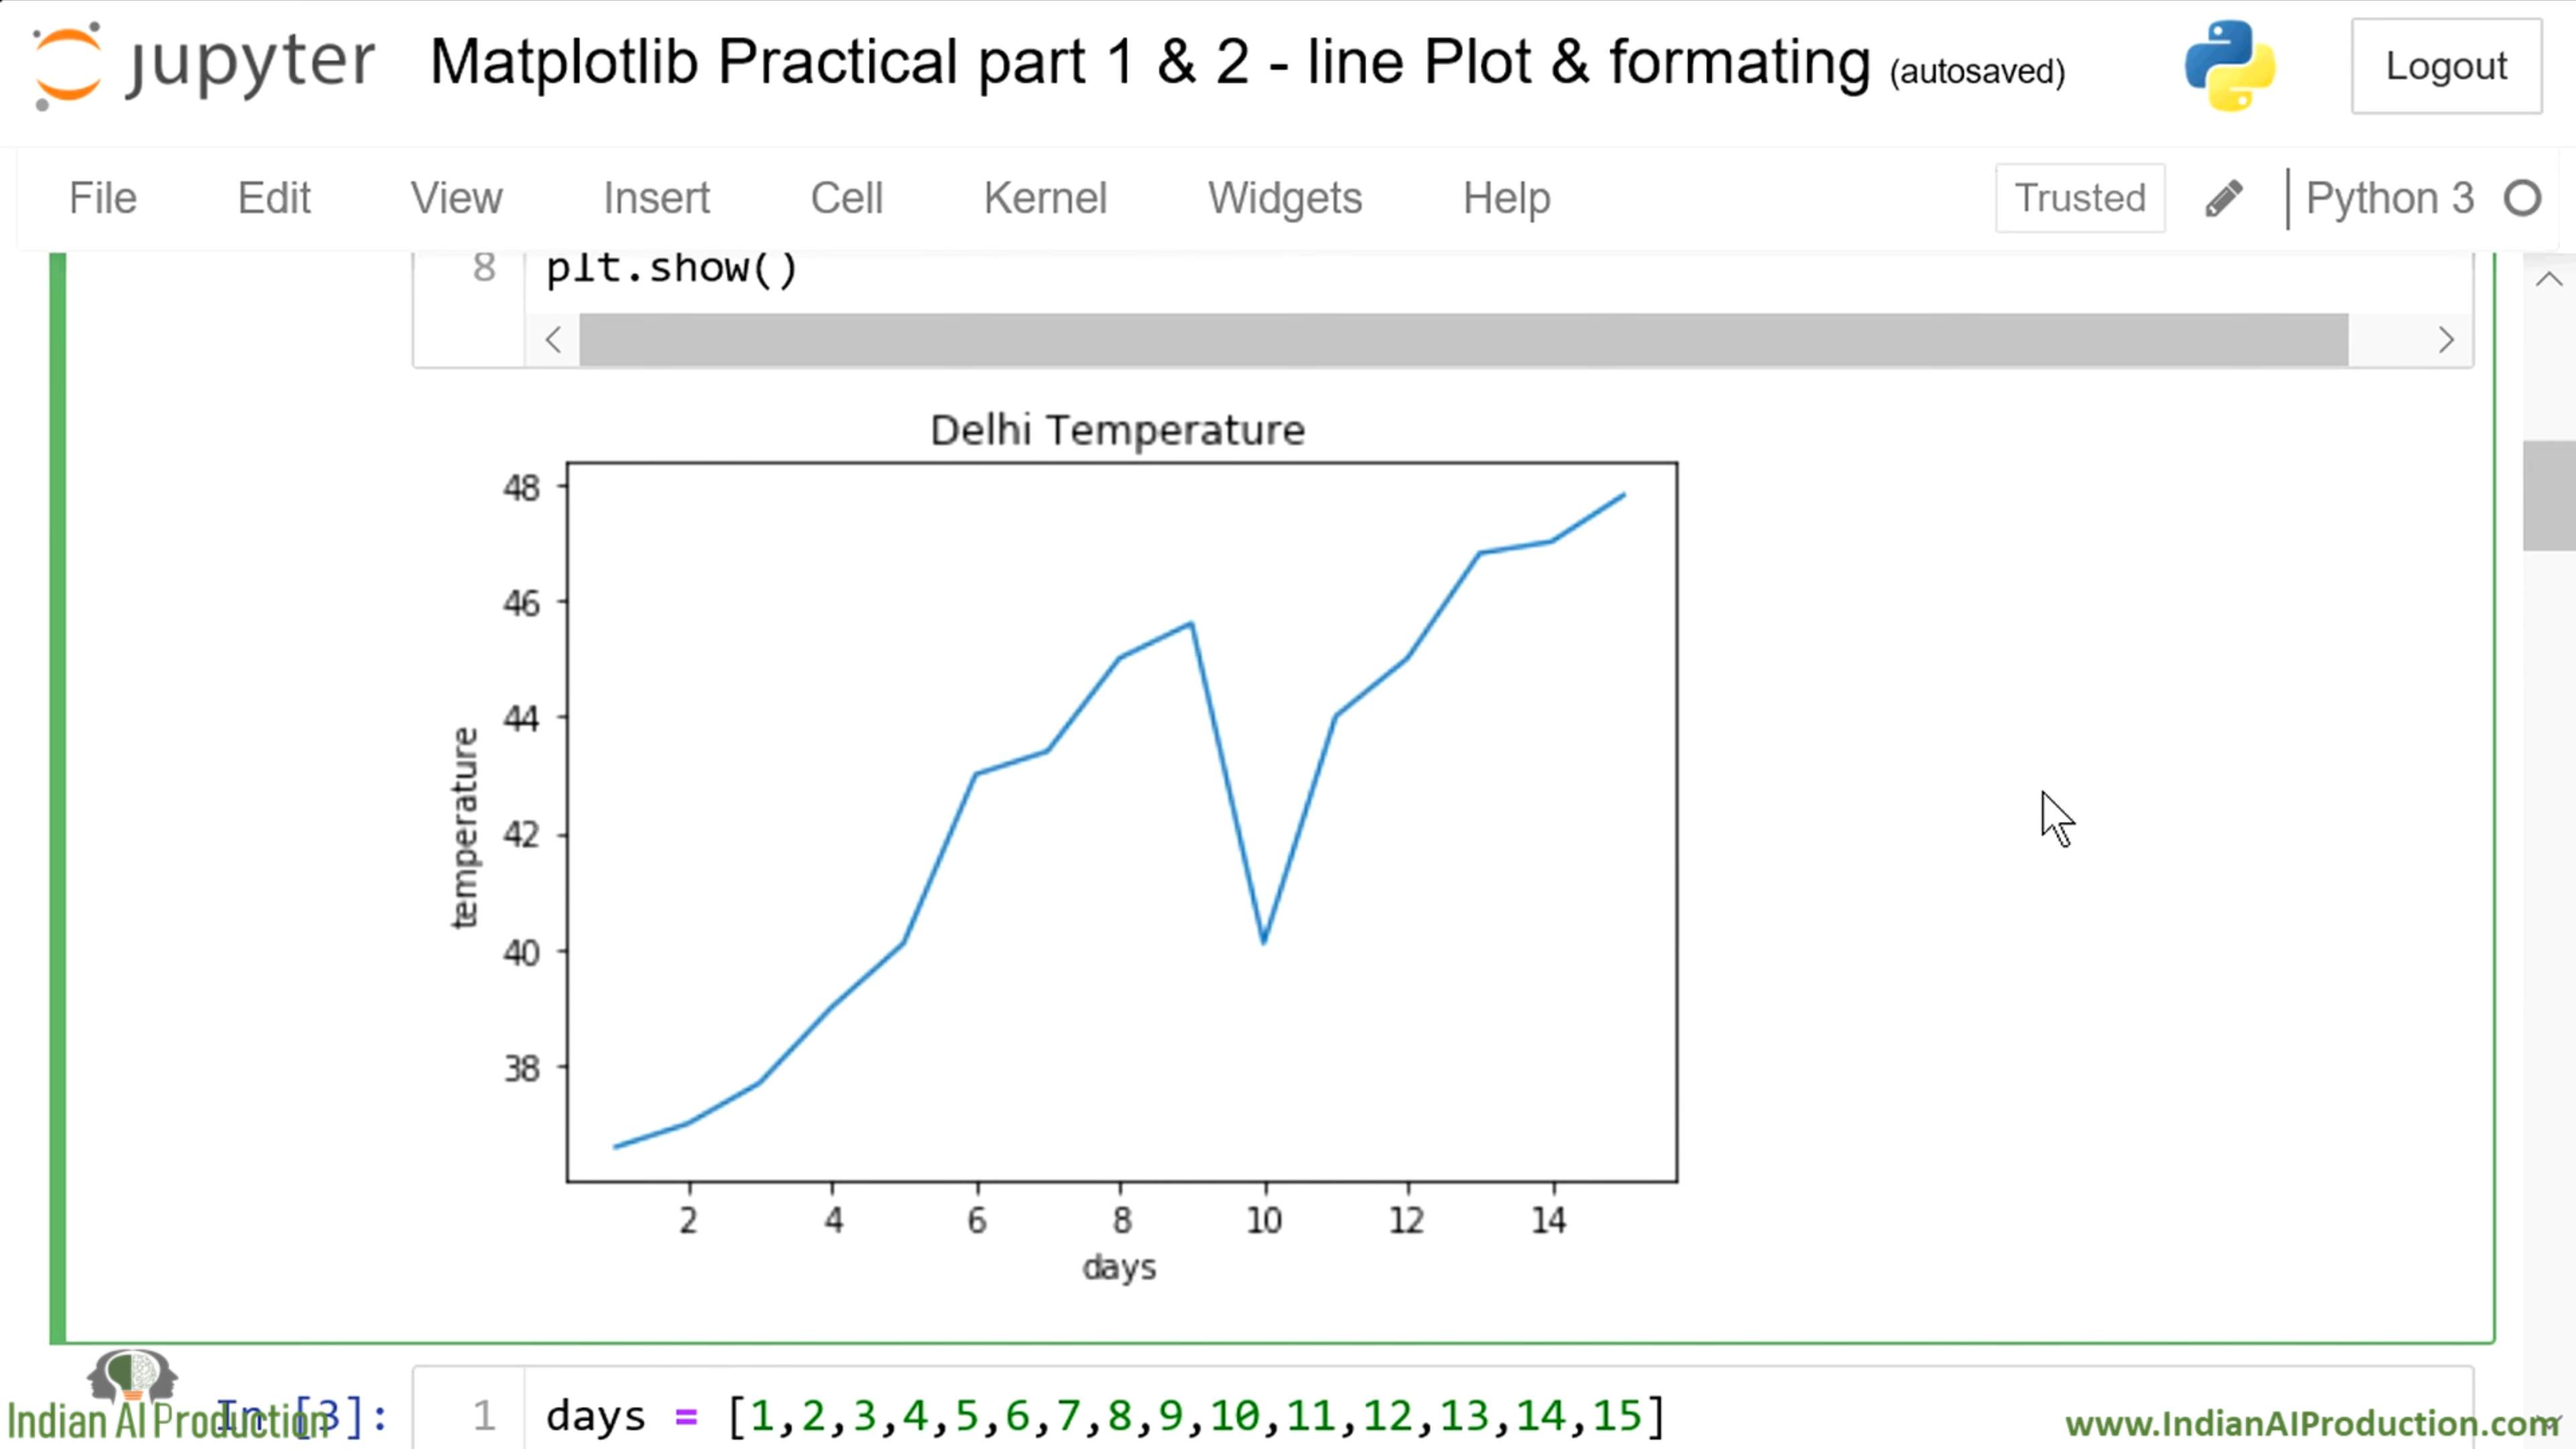 jupyter Matplotlib Practical part 1 & 2 - line Plot & formating (autosaved) Logout
File Edit View Insert Cell Kernel Widgets Help Trusted Python 3
8 plt.show()
Delhi Temperature
48
46
44
42
40
38
temperature
2 4 6 8 10 12 14
days
In [3]: 1 days = [1,2,3,4,5,6,7,8,9,10,11,12,13,14,15]
Indian AI Production
www.IndianAIProduction.com